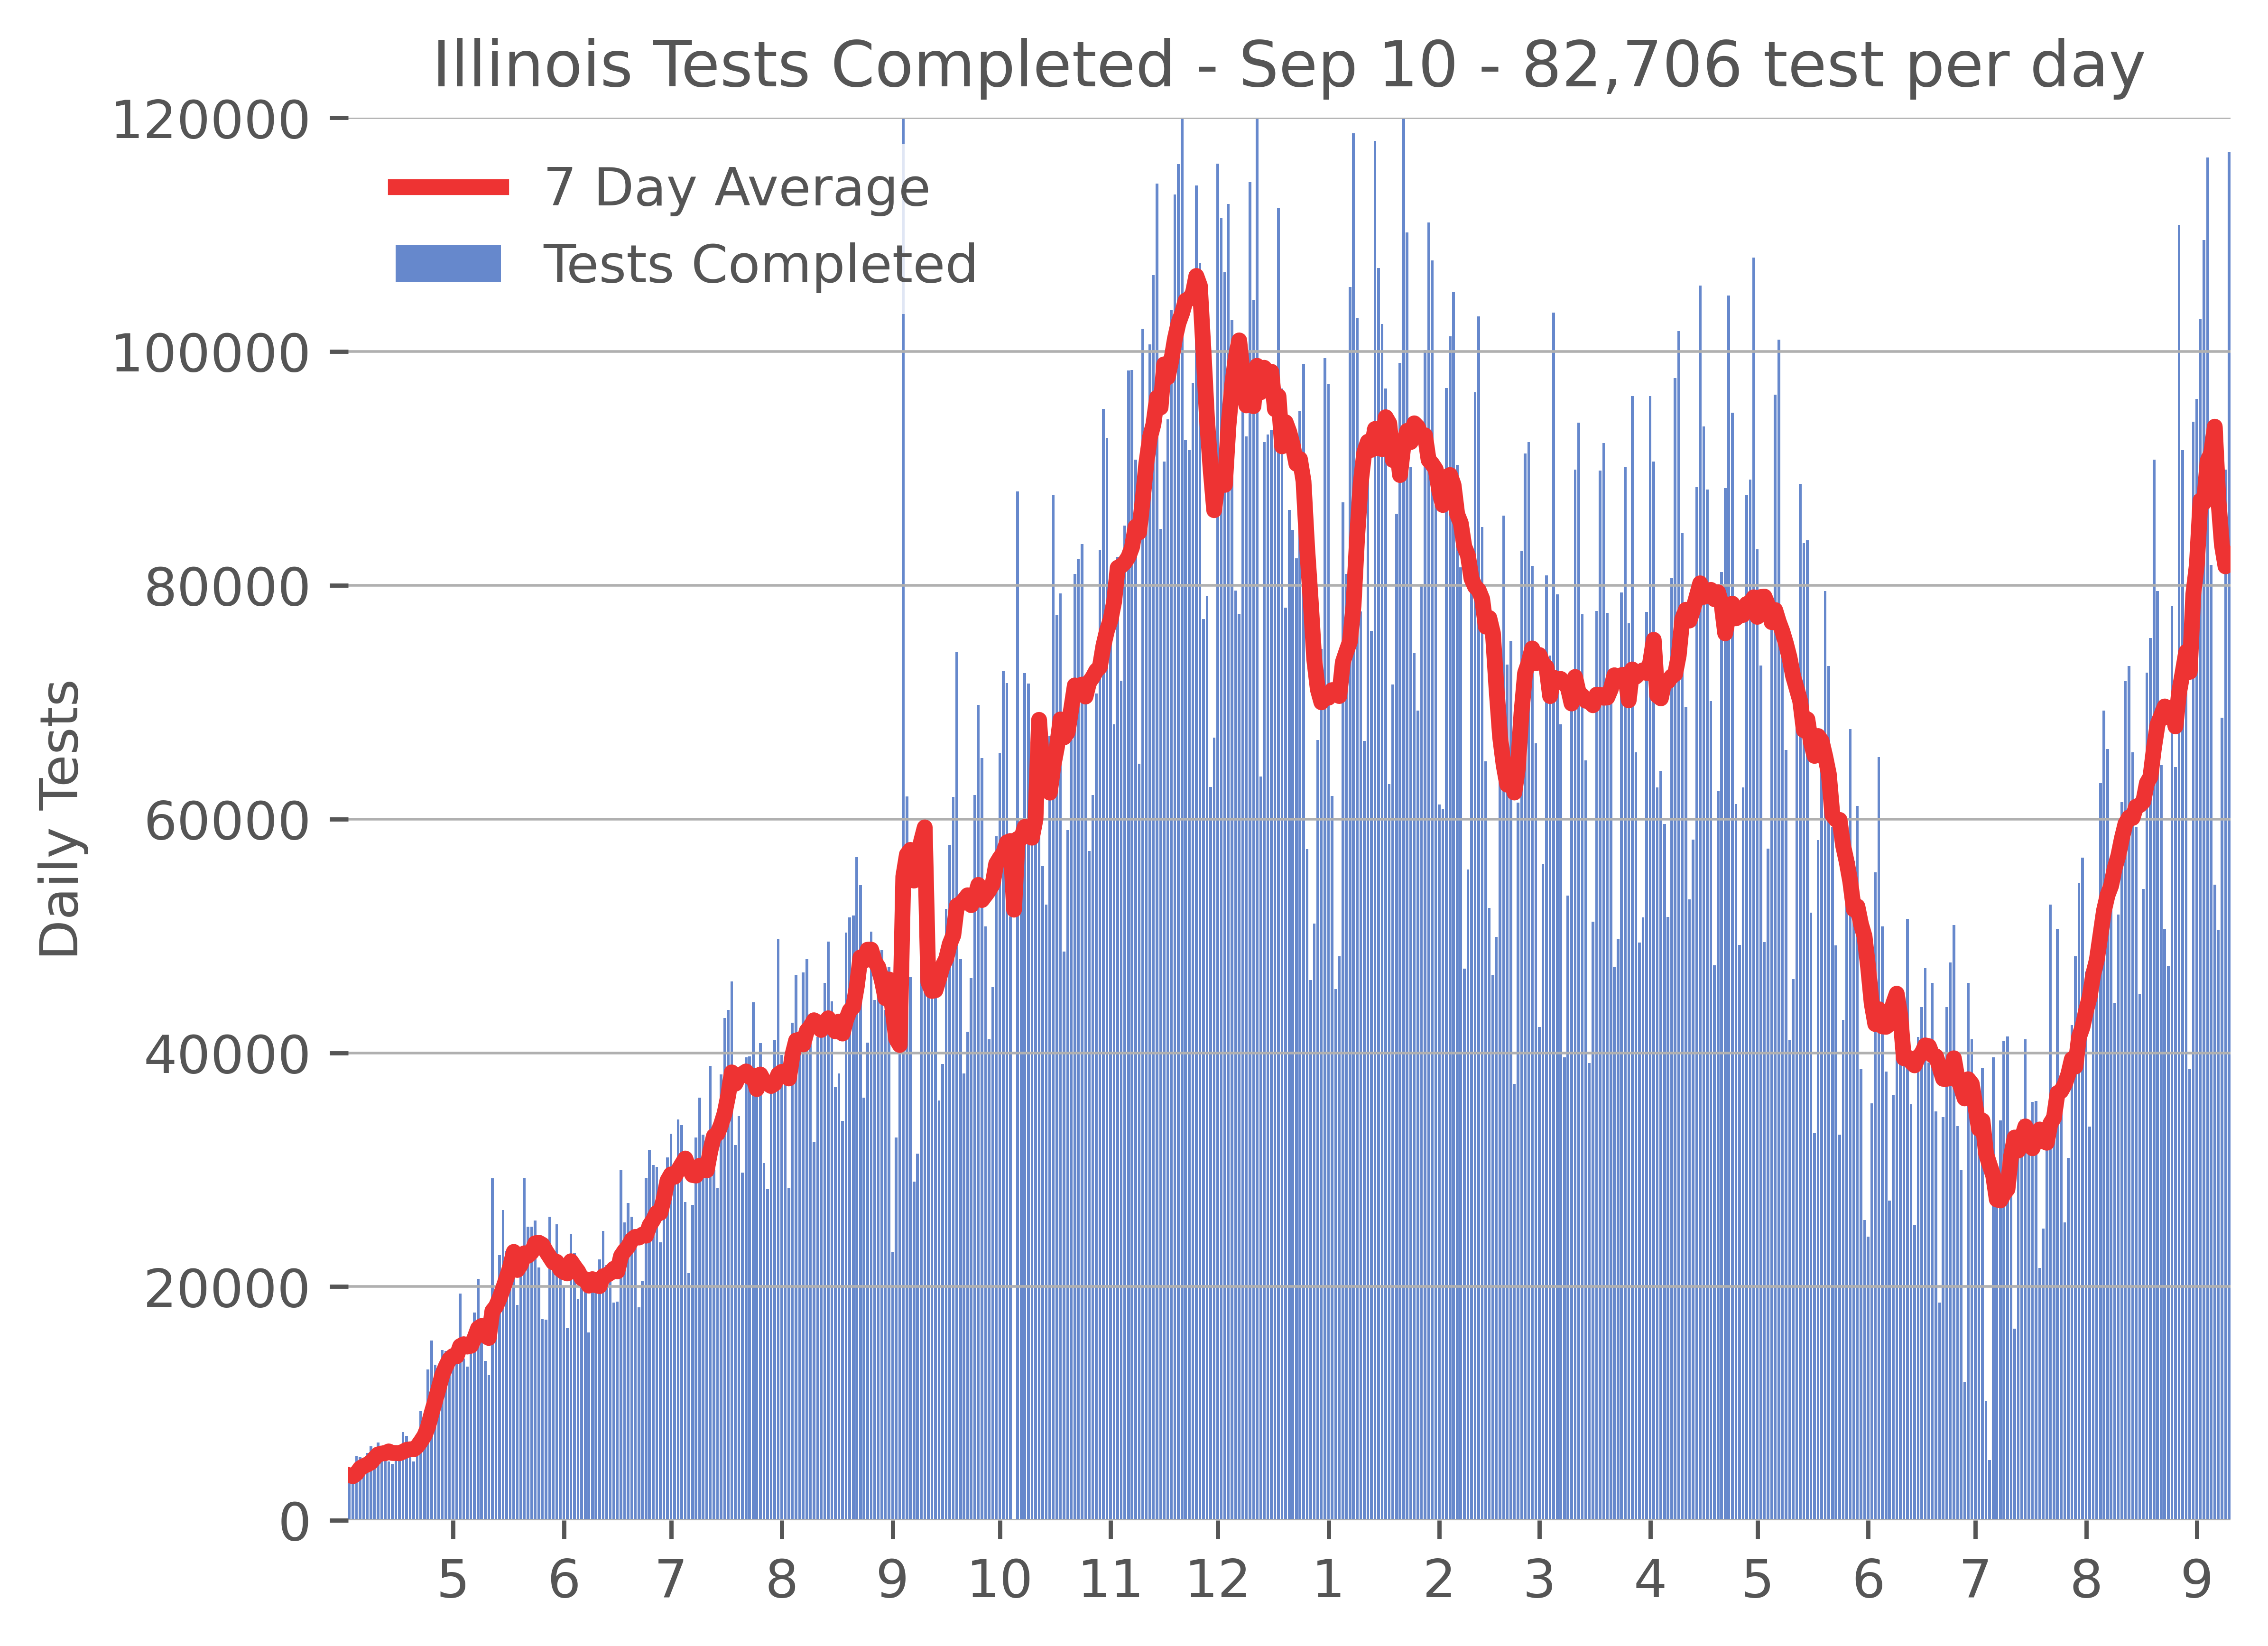 Illinois Tests Completed - Sep 10 - 82,706 test per day
120000
7 Day Average
Tests Completed
100000
80000
Daily Tests
60000
40000
20000
0
5 6 7 8 9 10 11 12 1 2 3 4 5 6 7 8 9